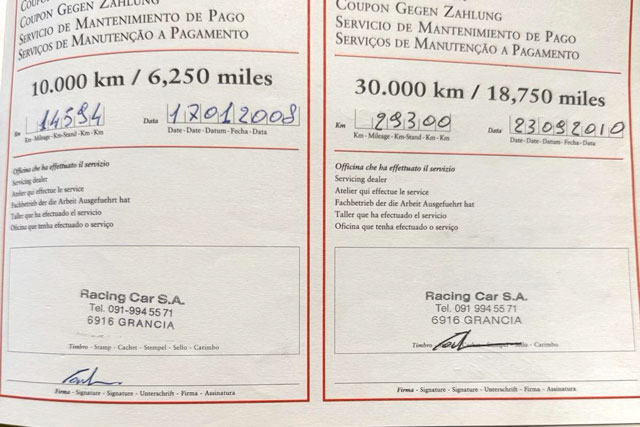 COUPON GEGEN ZAHLUNG
SERVICIO DE MANTENIMIENTO DE PAGO
SERVIÇOS DE MANUTENÇÃO A PAGAMENTO
10.000 km / 6,250 miles
Km 14594 Data 17012008
Km - Mileage - Km-Stand - Km - Km Date - Date - Datum - Fecha - Data
Officina che ha effettuato il servizio
Servicing dealer
Atelier qui effectue le service
Fachbetrieb der die Arbeit Ausgefuehrt hat
Taller que ha efectuado el servicio
Oficina que tenha efectuado o serviço
Racing Car S.A.
Tel. 091-994 55 71
6916 GRANCIA
Timbro - Stamp - Cachet - Stempel - Sello - Carimbo
Firma - Signature - Signature - Unterschrift - Firma - Assinatura
COUPON GEGEN ZAHLUNG
SERVICIO DE MANTENIMIENTO DE PAGO
SERVIÇOS DE MANUTENÇÃO A PAGAMENTO
30.000 km / 18,750 miles
Km 29300 Data 23092010
Km - Mileage - Km-Stand - Km - Km Date - Date - Datum - Fecha - Data
Officina che ha effettuato il servizio
Servicing dealer
Atelier qui effectue le service
Fachbetrieb der die Arbeit Ausgefuehrt hat
Taller que ha efectuado el servicio
Oficina que tenha efectuado o serviço
Racing Car S.A.
Tel. 091 994 55 71
6916 GRANCIA
Timbro - Carimbo
Firma - Signature - Signature - Unterschrift - Firma - Assinatura